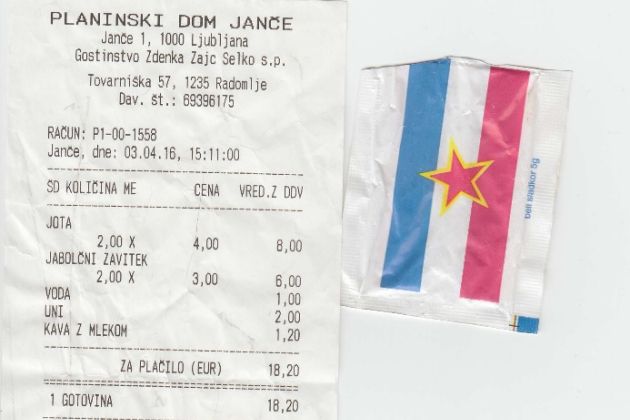 PLANINSKI DOM JANČE
Janče 1, 1000 Ljubljana
Gostinstvo Zdenka Zajc Selko s.p.
Tovarniška 57, 1235 Radomlje
Dav. št.: 69396175
RAČUN: P1-00-1558
Janče, dne: 03.04.16, 15:11:00
SD KOLIČINA ME CENA VRED.Z DDV
JOTA
2,00 X 4,00 8,00
JABOLČNI ZAVITEK
2,00 X 3,00 6,00
VODA 1,00
UNI 2,00
KAVA Z MLEKOM 1,20
ZA PLAČILO (EUR) 18,20
1 GOTOVINA 18,20
beli sladkor 5g